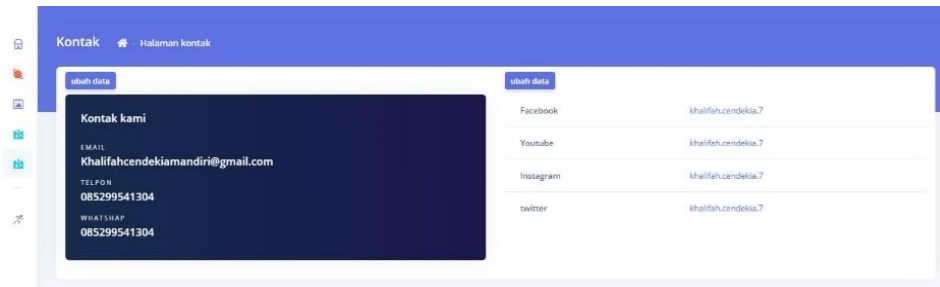 Kontak - Halaman kontak
ubah data
Kontak kami
EMAIL
Khalifahcendekiamandiri@gmail.com
TELPON
085299541304
WHATSHAP
085299541304
ubah data
Facebook khalifah.cendekia.7
Youtube khalifah.cendekia.7
Instagram khalifah.cendekia.7
twitter khalifah.cendekia.7